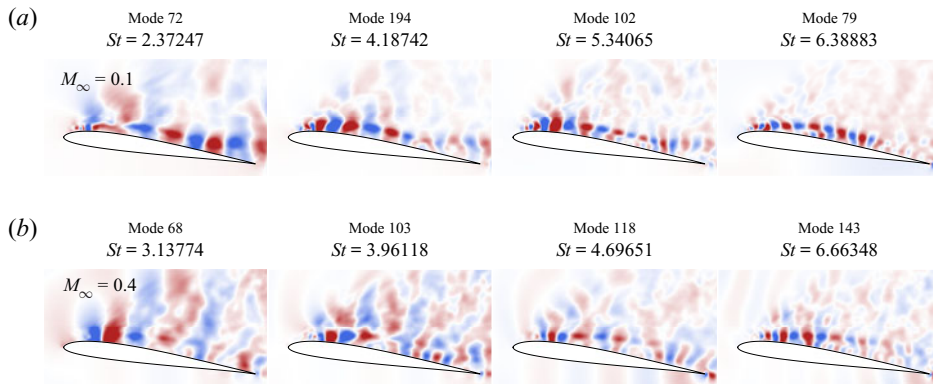 (a)
Mode 72
St = 2.37247
Mode 194
St = 4.18742
Mode 102
St = 5.34065
Mode 79
St = 6.38883
M∞ = 0.1
(b)
Mode 68
St = 3.13774
Mode 103
St = 3.96118
Mode 118
St = 4.69651
Mode 143
St = 6.66348
M∞ = 0.4